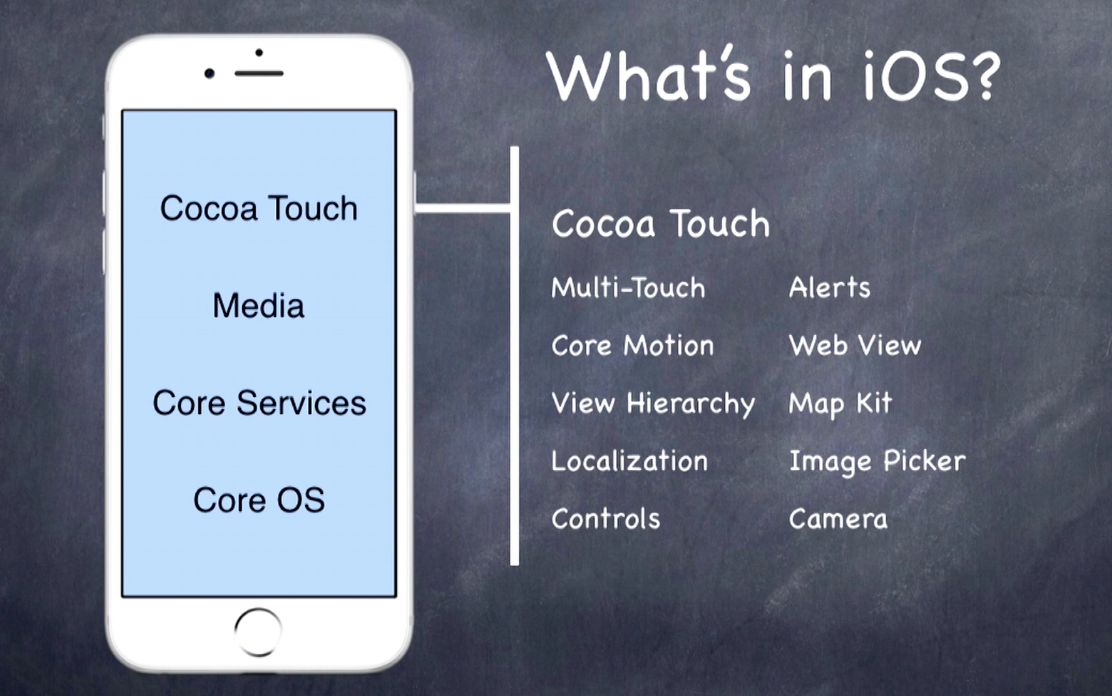 What's in iOS?
Cocoa Touch
Media
Core Services
Core OS
Cocoa Touch
Multi-Touch
Core Motion
View Hierarchy
Localization
Controls
Alerts
Web View
Map Kit
Image Picker
Camera